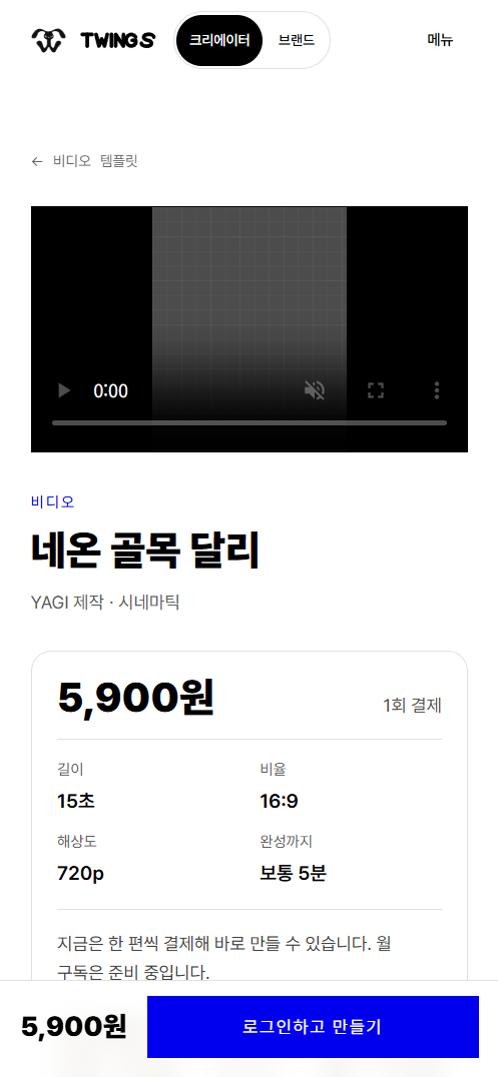 TWINGS 크리에이터 브랜드 메뉴
← 비디오 템플릿
0:00
비디오
네온 골목 달리
YAGI 제작 · 시네마틱
5,900원 1회 결제
길이 비율
15초 16:9
해상도 완성까지
720p 보통 5분
지금은 한 편씩 결제해 바로 만들 수 있습니다. 월
구독은 준비 중입니다.
5,900원 로그인하고 만들기